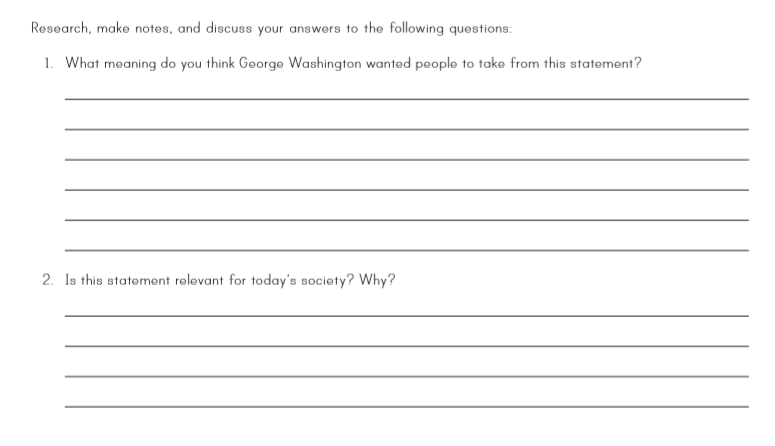 Research, make notes, and discuss your answers to the following questions:
1. What meaning do you think George Washington wanted people to take from this statement?
2. Is this statement relevant for today's society? Why?